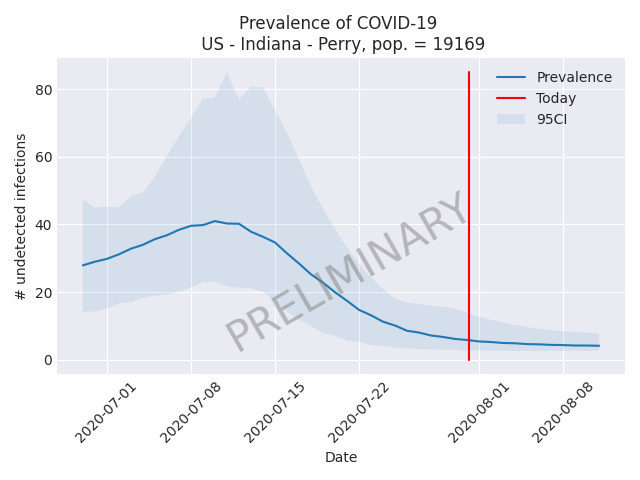 Prevalence of COVID-19
US - Indiana - Perry, pop. = 19169
Prevalence
Today
95CI
# undetected infections
80
60
40
20
0
PRELIMINARY
2020-07-01
2020-07-08
2020-07-15
2020-07-22
2020-08-01
2020-08-08
Date